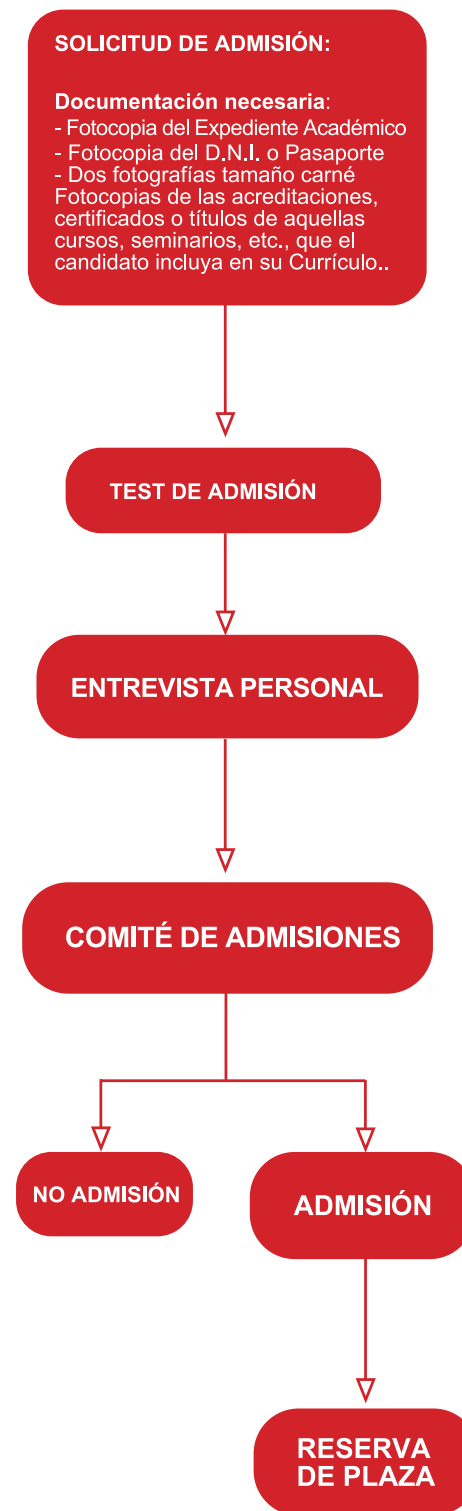 SOLICITUD DE ADMISIÓN:
Documentación necesaria:
- Fotocopia del Expediente Académico
- Fotocopia del D.N.I. o Pasaporte
- Dos fotografías tamaño carné
Fotocopias de las acreditaciones,
certificados o títulos de aquellas
cursos, seminarios, etc., que el
candidato incluya en su Currículo..
TEST DE ADMISIÓN
ENTREVISTA PERSONAL
COMITÉ DE ADMISIONES
NO ADMISIÓN
ADMISIÓN
RESERVA
DE PLAZA